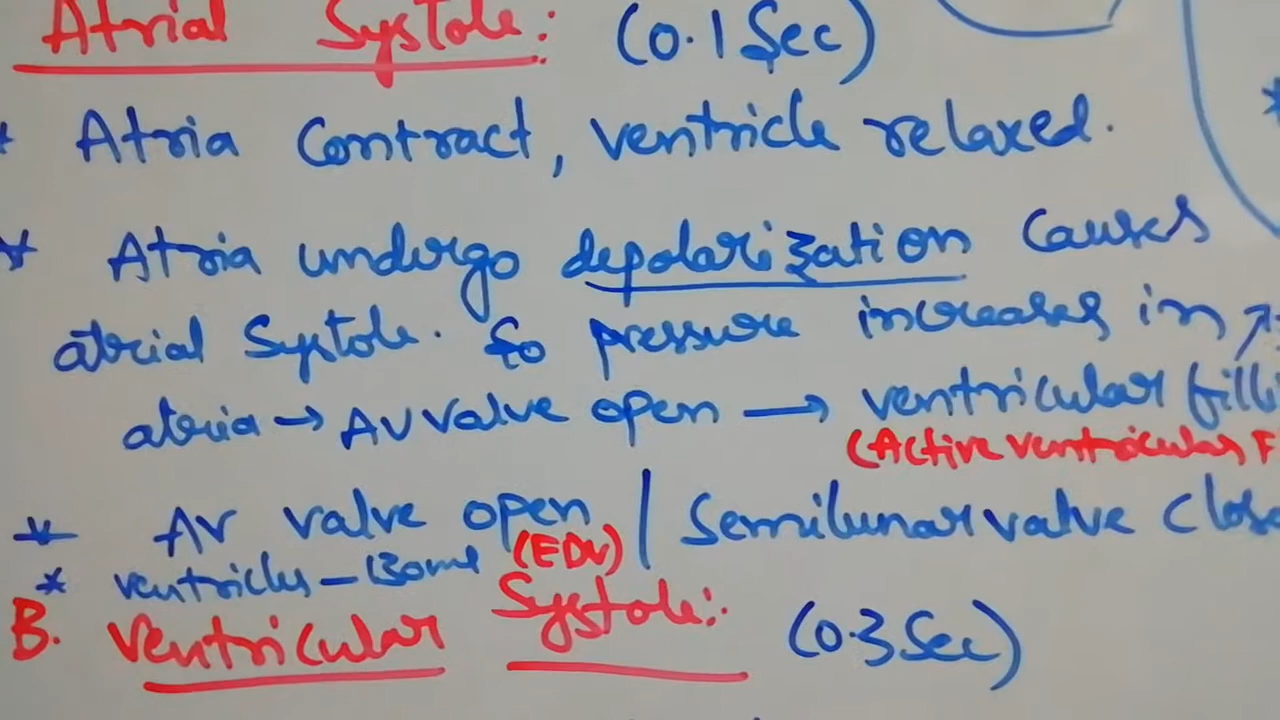 Atrial Systole: (0.1 Sec)
* Atria Contract, ventricle relaxed.
* Atria undergo depolarization causes
atrial Systole. So pressure increases in ↗
atria → AV valve open → ventricular filli
(Active ventricular F
* AV valve open / Semilunar valve Close
* ventricles - 130ml (EDV)
B. Ventricular Systole: (0.3 Sec)